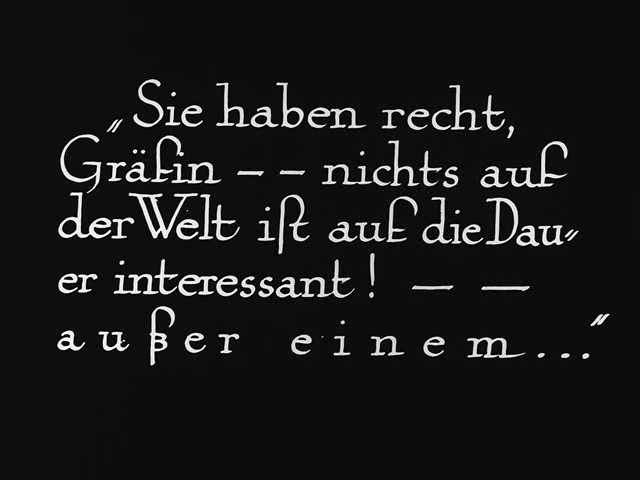 „Sie haben recht,
Gräfin – – nichts auf
der Welt iſt auf die Dau⸗
er interessant! – –
außer einem..."